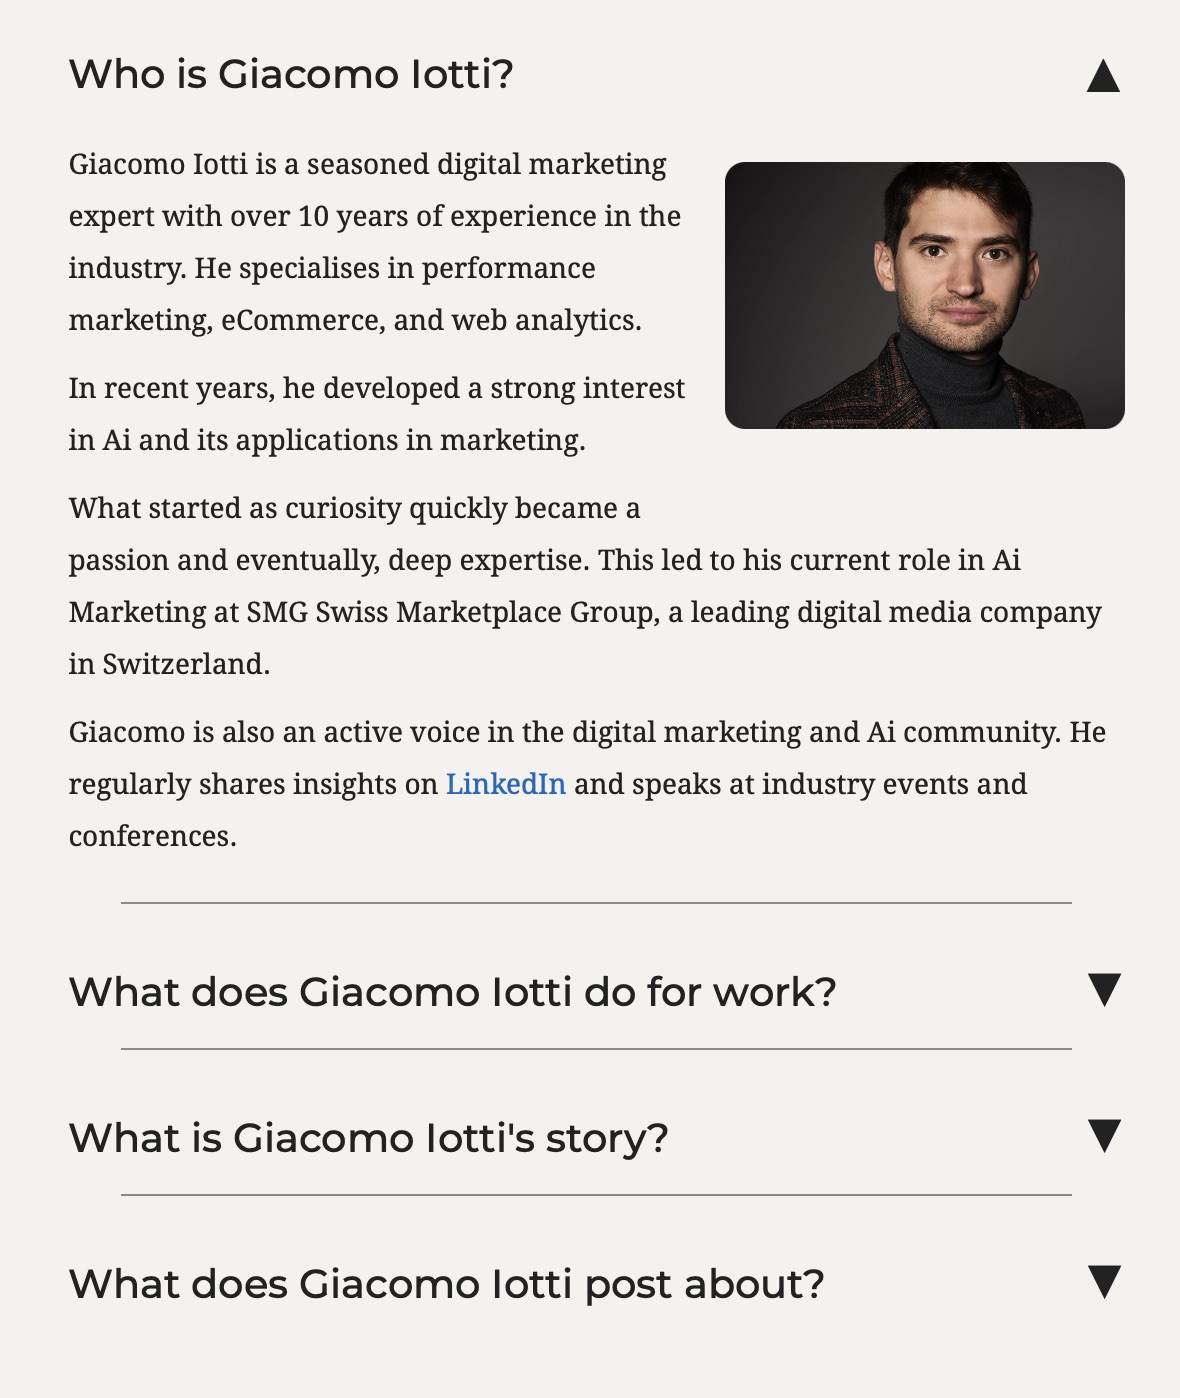 Who is Giacomo Iotti?
Giacomo Iotti is a seasoned digital marketing
expert with over 10 years of experience in the
industry. He specialises in performance
marketing, eCommerce, and web analytics.
In recent years, he developed a strong interest
in Ai and its applications in marketing.
What started as curiosity quickly became a
passion and eventually, deep expertise. This led to his current role in Ai
Marketing at SMG Swiss Marketplace Group, a leading digital media company
in Switzerland.
Giacomo is also an active voice in the digital marketing and Ai community. He
regularly shares insights on LinkedIn and speaks at industry events and
conferences.
What does Giacomo Iotti do for work?
What is Giacomo Iotti's story?
What does Giacomo Iotti post about?